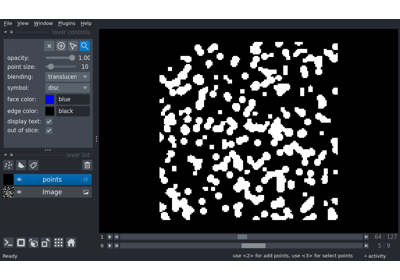 File View Window Plugins Help
layer controls
opacity: 1.00
point size: 10
blending: translucen
symbol: disc
face color: blue
edge color: black
display text:
out of slice:
layer list
points
Image
1 64 127
0 5 9
Ready use <2> for add points, use <3> for select points activity